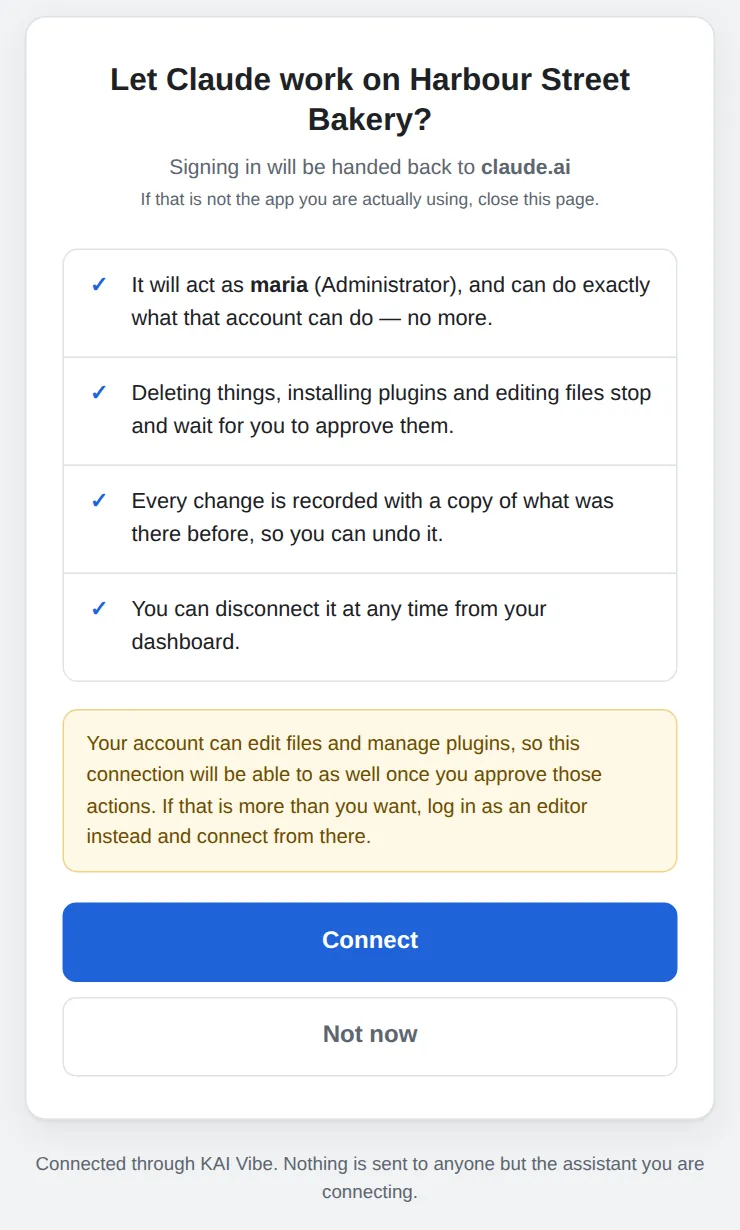 Let Claude work on Harbour Street
Bakery?
Signing in will be handed back to claude.ai
If that is not the app you are actually using, close this page.
✓ It will act as maria (Administrator), and can do exactly
what that account can do — no more.
✓ Deleting things, installing plugins and editing files stop
and wait for you to approve them.
✓ Every change is recorded with a copy of what was
there before, so you can undo it.
✓ You can disconnect it at any time from your
dashboard.
Your account can edit files and manage plugins, so this
connection will be able to as well once you approve those
actions. If that is more than you want, log in as an editor
instead and connect from there.
Connect
Not now
Connected through KAI Vibe. Nothing is sent to anyone but the assistant you are
connecting.